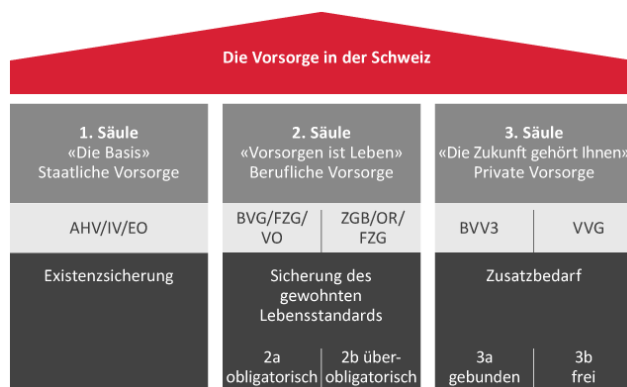 Die Vorsorge in der Schweiz
1. Säule
«Die Basis»
Staatliche Vorsorge
AHV/IV/EO
Existenzsicherung
2. Säule
«Vorsorgen ist Leben»
Berufliche Vorsorge
BVG/FZG/
VO
ZGB/OR/
FZG
Sicherung des
gewohnten
Lebensstandards
2a
obligatorisch
2b über-
obligatorisch
3. Säule
«Die Zukunft gehört Ihnen»
Private Vorsorge
BVV3
VVG
Zusatzbedarf
3a
gebunden
3b
frei